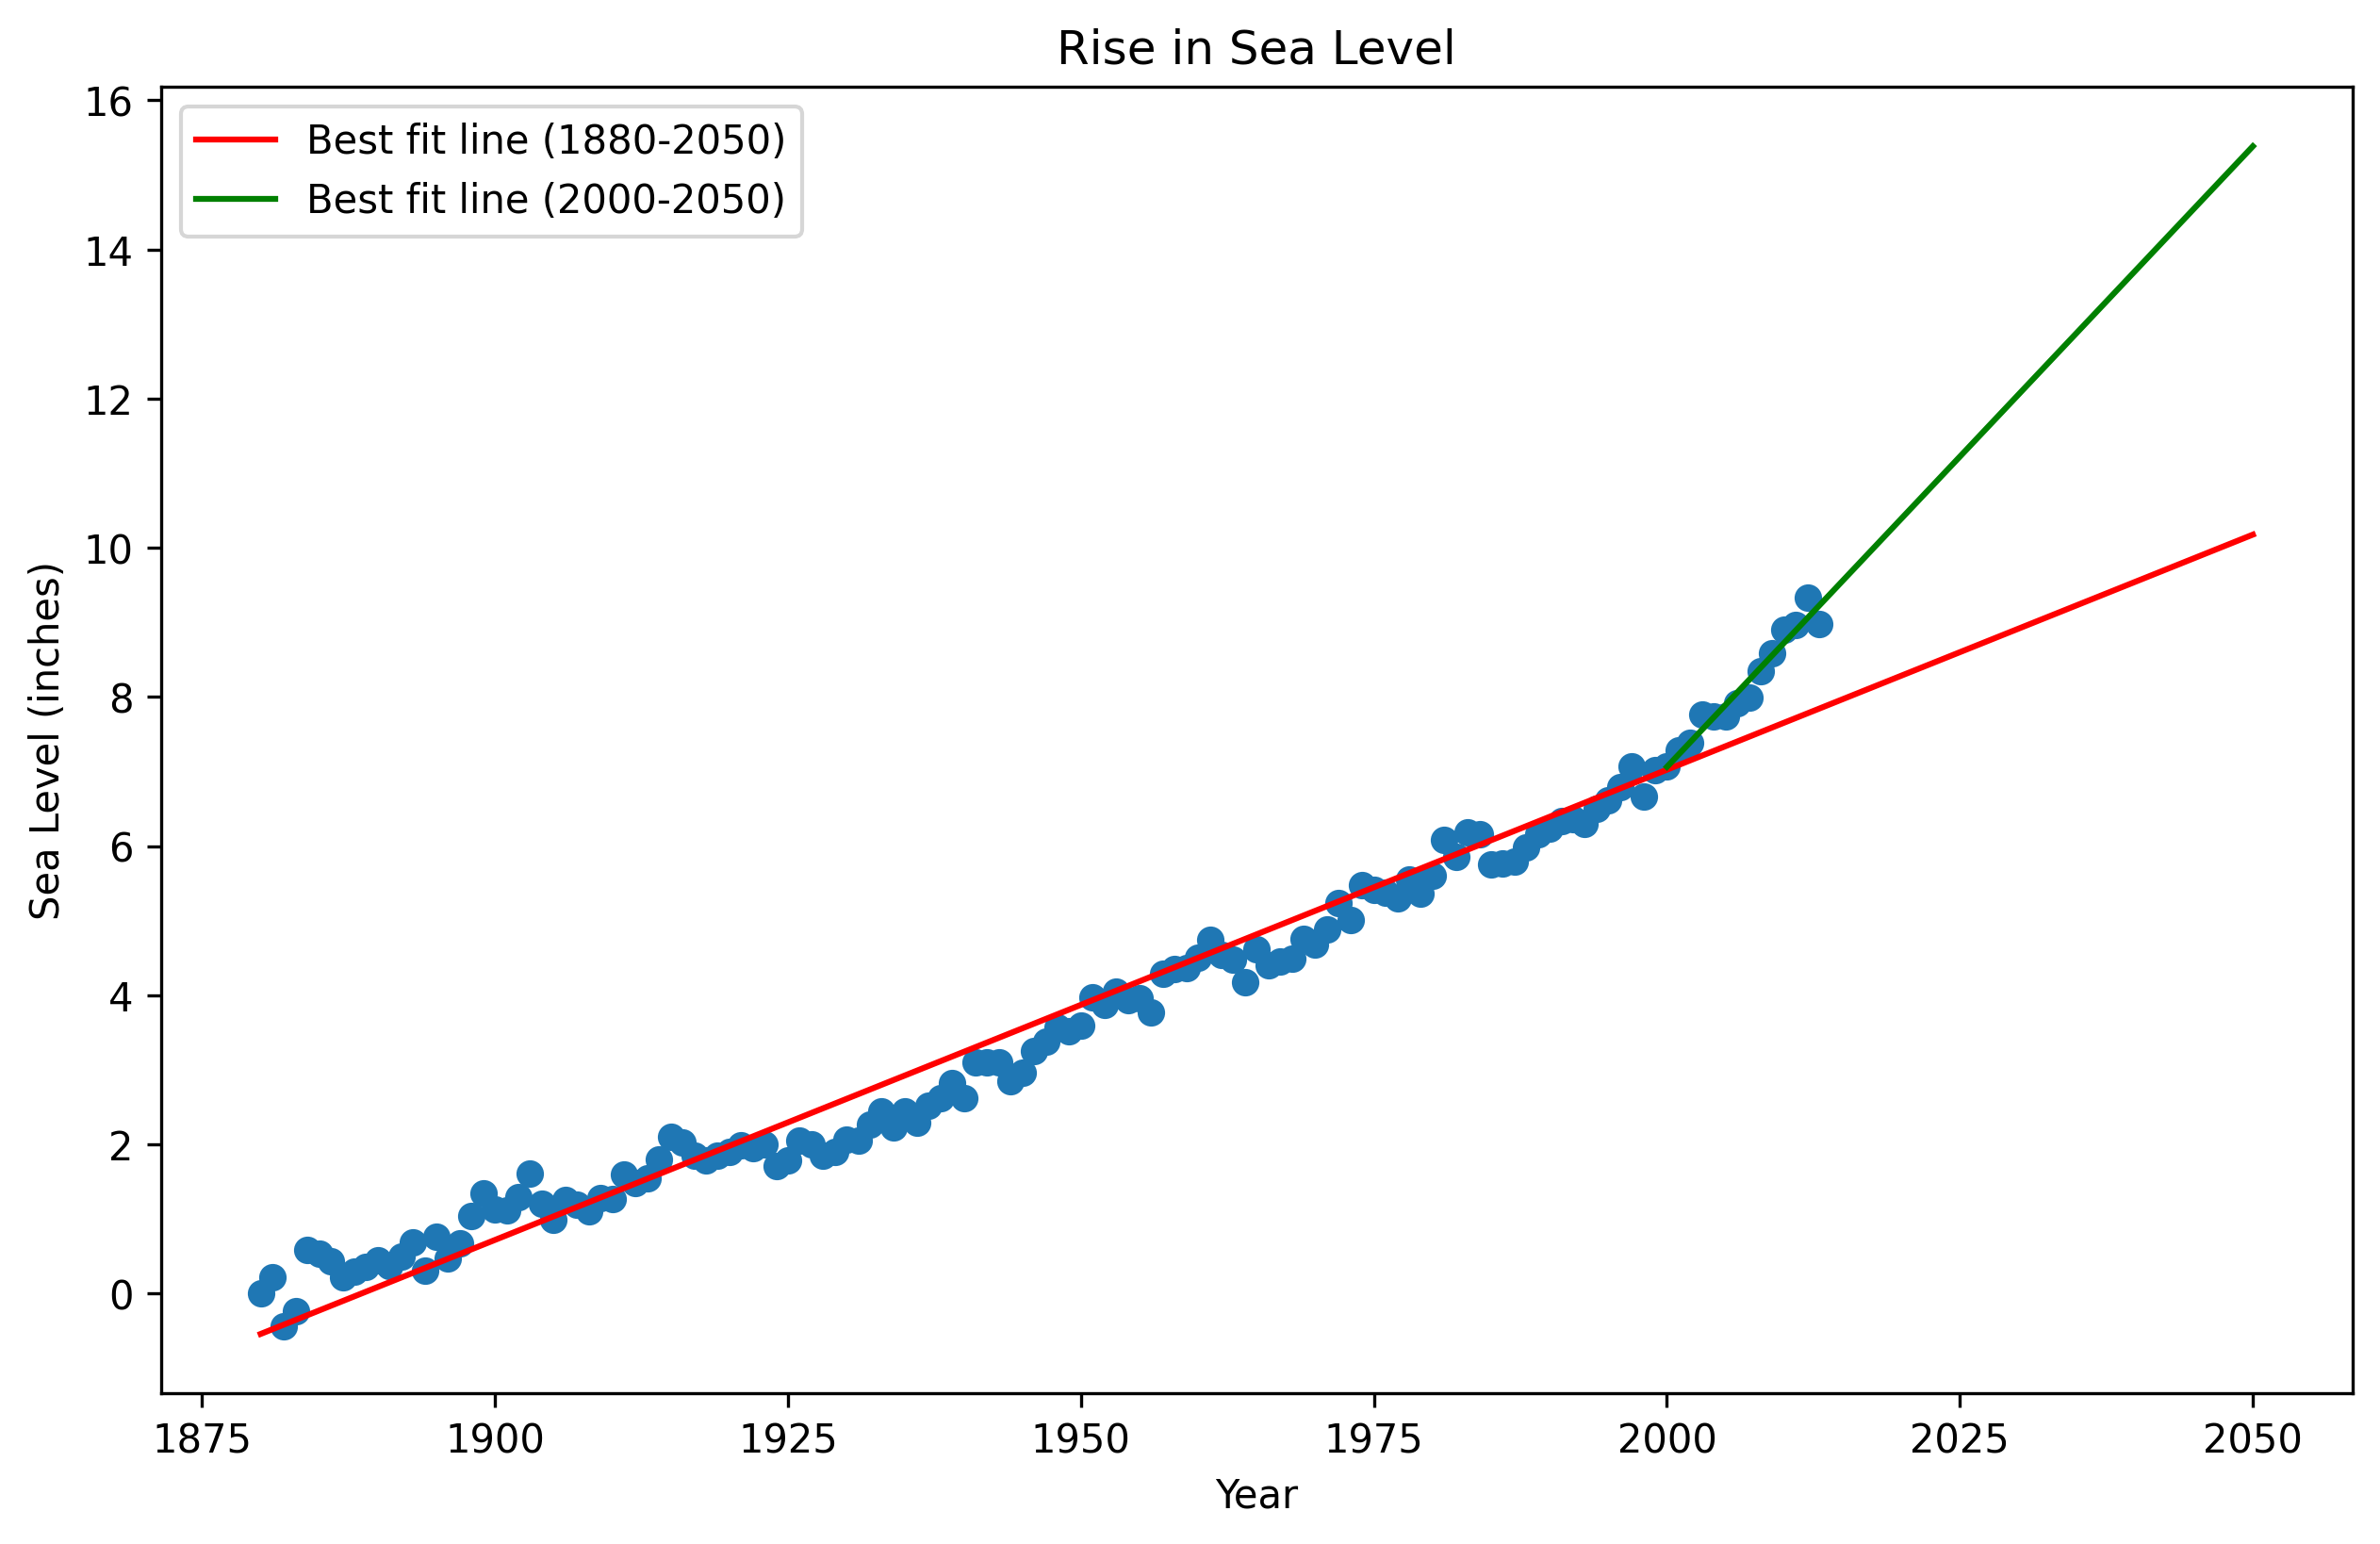 Rise in Sea Level
Best fit line (1880-2050)
Best fit line (2000-2050)
16
14
12
10
8
6
4
2
0
Sea Level (inches)
1875 1900 1925 1950 1975 2000 2025 2050
Year